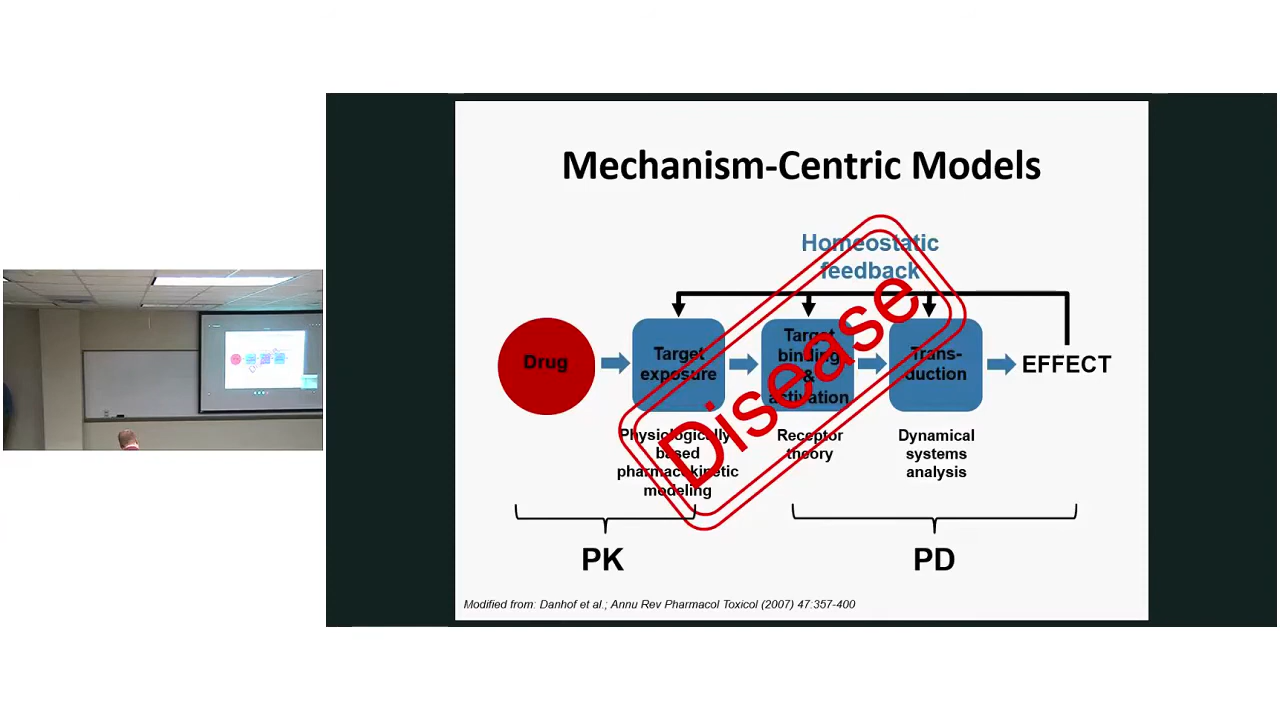 Mechanism-Centric Models
Homeostatic
feedback
Drug
Target
exposure
Target
binding
&
activation
Trans-
duction
EFFECT
Disease
Physiologically
based
pharmacokinetic
modeling
Receptor
theory
Dynamical
systems
analysis
PK
PD
Modified from: Danhof et al.; Annu Rev Pharmacol Toxicol (2007) 47:357-400